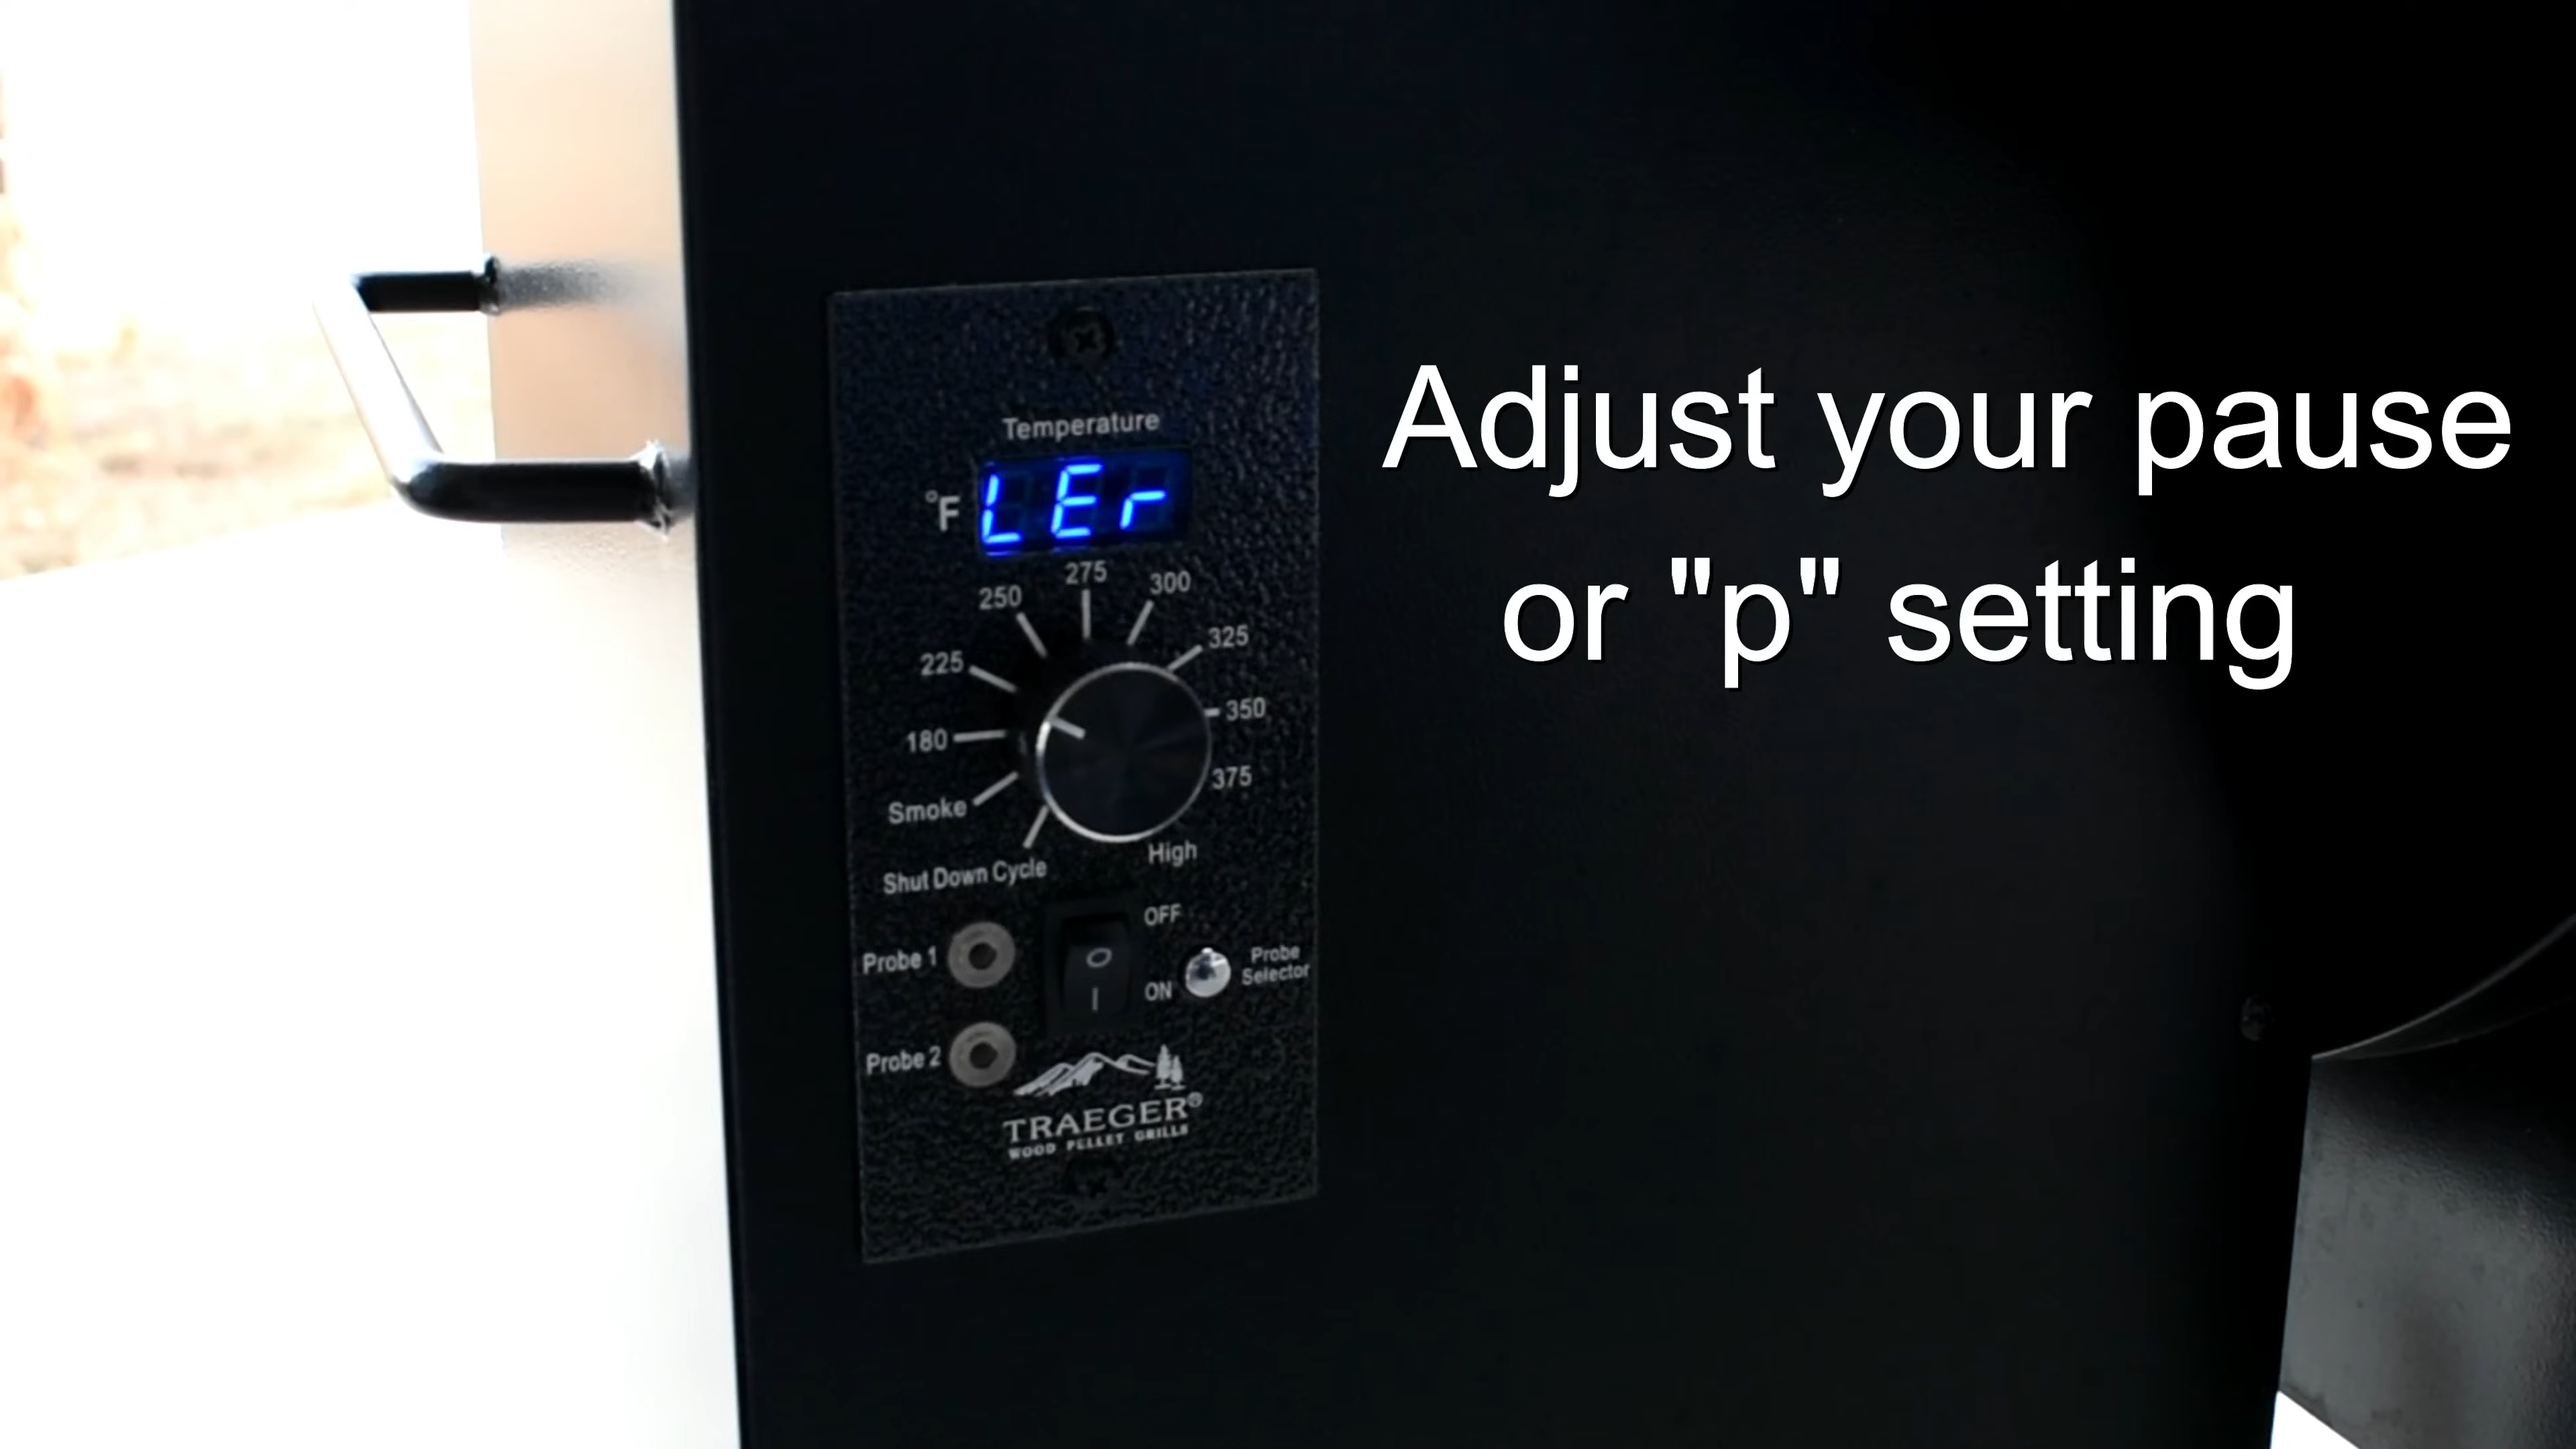 Adjust your pause
or "p" setting
Temperature
°F LEr
275
250 300
225 325
180 350
Smoke 375
Shut Down Cycle High
OFF
Probe 1 O Probe
Selector
ON
I
Probe 2
TRAEGER®
WOOD PELLET GRILLS